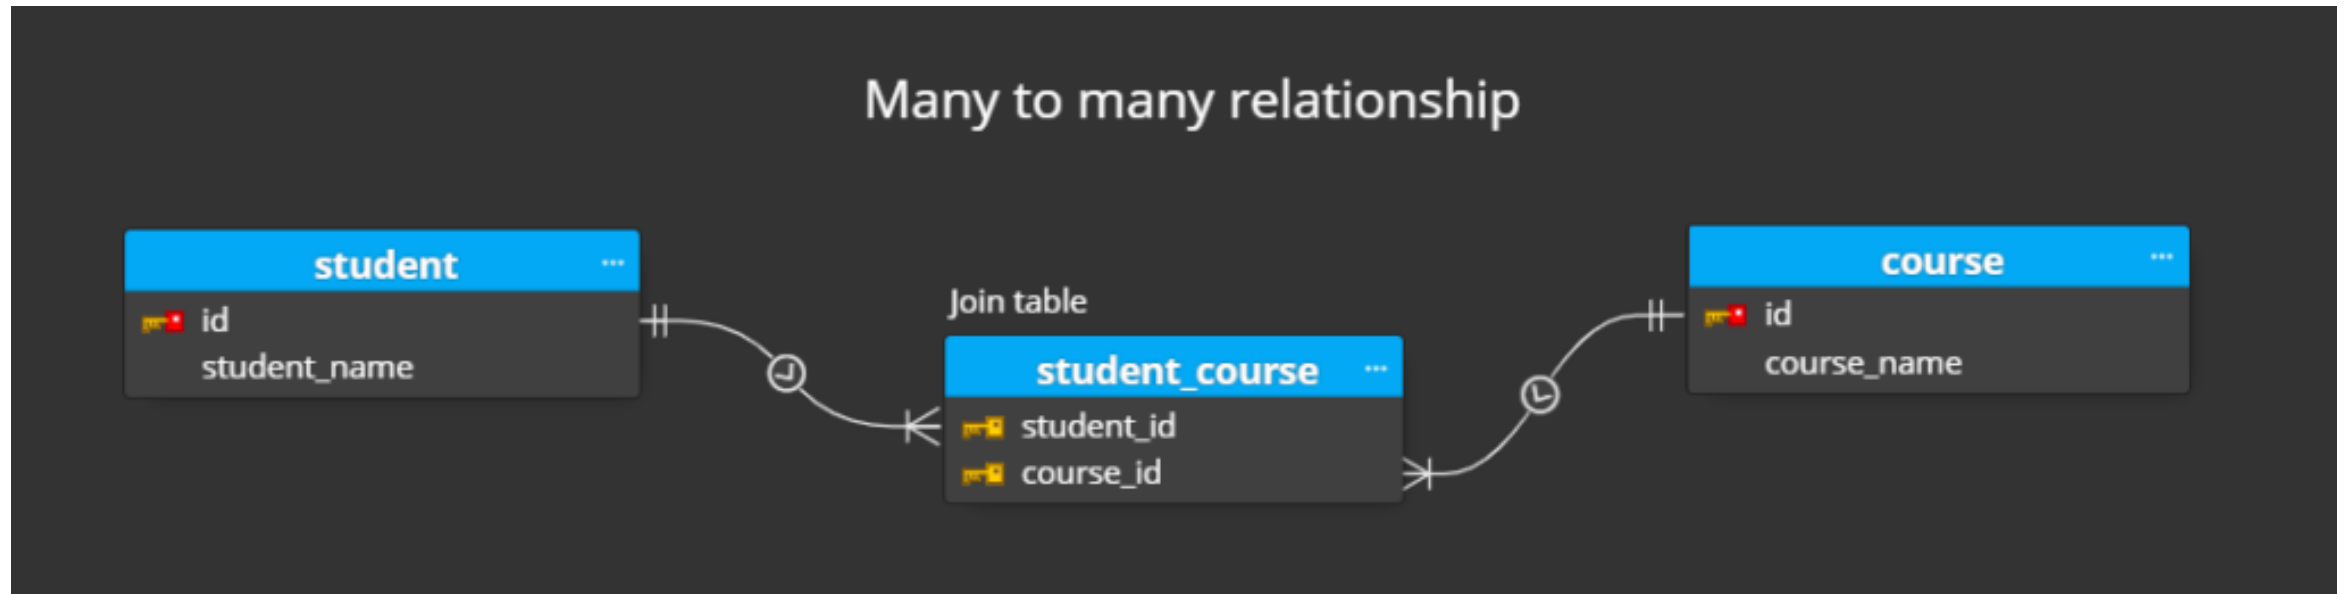 Many to many relationship
student ...
id
student_name
Join table
student_course ...
student_id
course_id
course ...
id
course_name